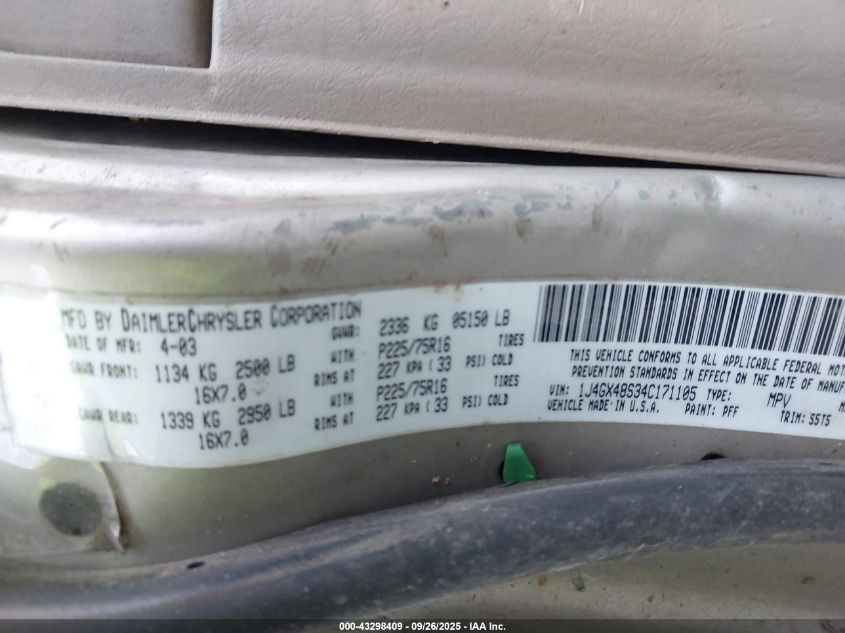 MFD BY DAIMLERCHRYSLER CORPORATION
DATE OF MFR: 4-03
GVWR: 2336 KG 05150 LB
GAWR FRONT: 1134 KG 2500 LB WITH P225/75R16 TIRES
16X7.0 RIMS AT 227 KPA (33 PSI) COLD
GAWR REAR: 1339 KG 2950 LB WITH P225/75R16 TIRES
16X7.0 RIMS AT 227 KPA (33 PSI) COLD
THIS VEHICLE CONFORMS TO ALL APPLICABLE FEDERAL MOT
PREVENTION STANDARDS IN EFFECT ON THE DATE OF MANUF
VIN: 1J4GX48S34C171105 TYPE: MPV
VEHICLE MADE IN U.S.A. PAINT: PFF TRIM: S5T5
000-43298409 - 09/26/2025 - IAA Inc.